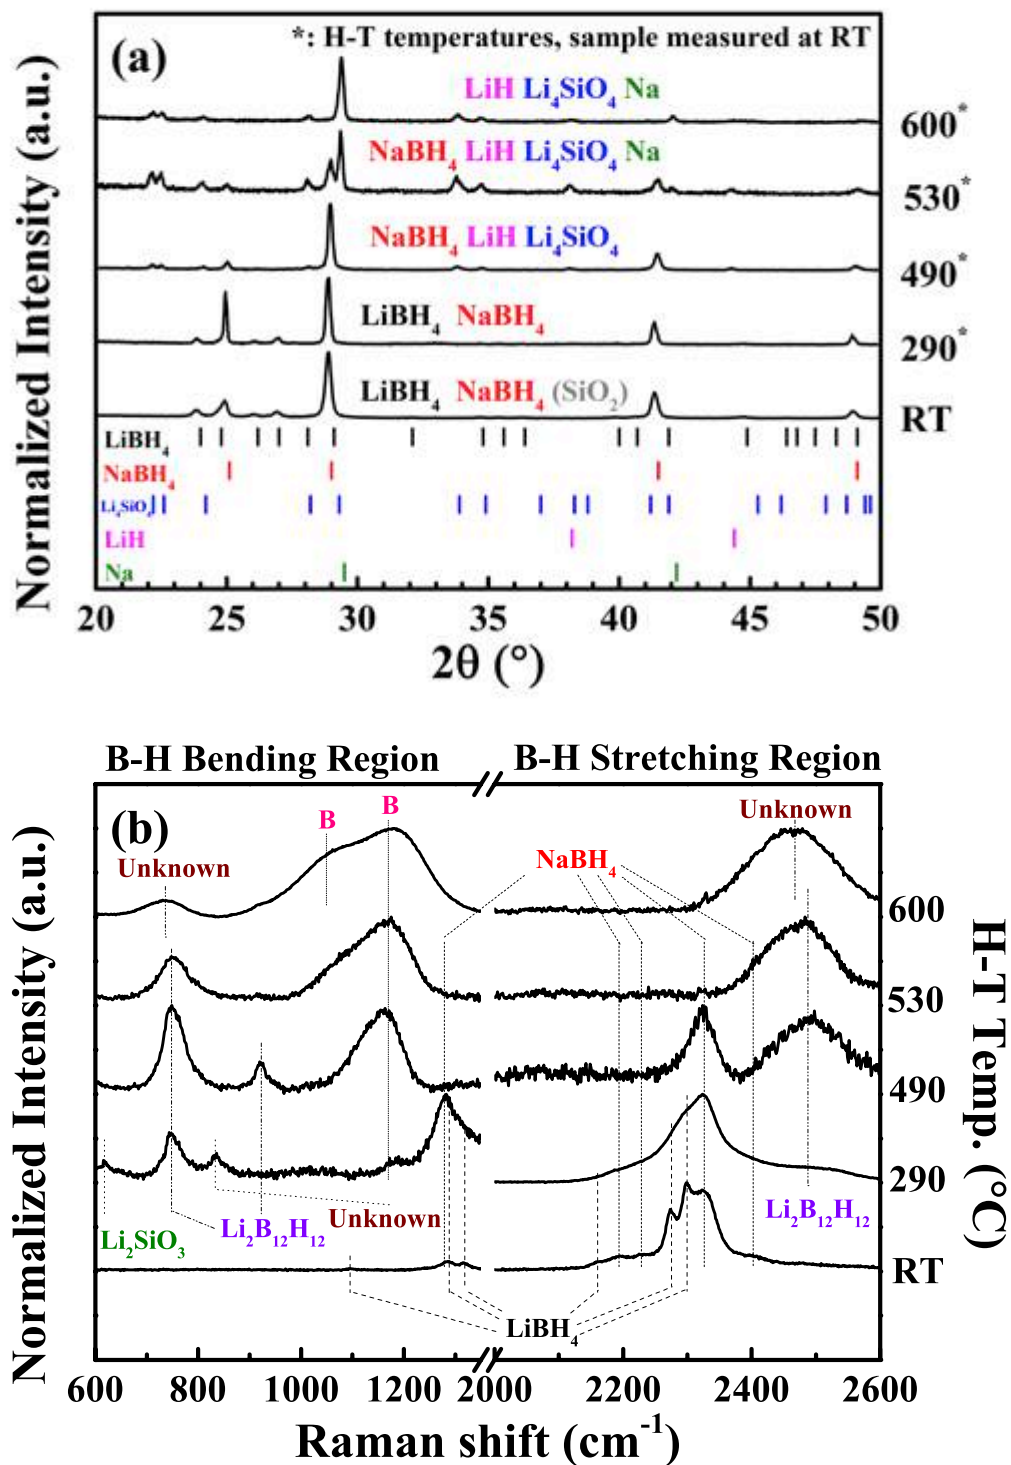 (a)
*: H-T temperatures, sample measured at RT
LiH Li₄SiO₄ Na
600*
NaBH₄ LiH Li₄SiO₄ Na
530*
NaBH₄ LiH Li₄SiO₄
490*
LiBH₄ NaBH₄
290*
LiBH₄ NaBH₄ (SiO₂)
RT
LiBH₄
NaBH₄
Li₄SiO₄
LiH
Na
Normalized Intensity (a.u.)
20 25 30 35 40 45 50
2θ (°)
B-H Bending Region B-H Stretching Region
(b)
B B
Unknown
Unknown
NaBH₄
600
530
490
290
RT
Li₂SiO₃
Li₂B₁₂H₁₂
Unknown
Li₂B₁₂H₁₂
LiBH₄
Normalized Intensity (a.u.)
H-T Temp. (°C)
600 800 1000 1200 2000 2200 2400 2600
Raman shift (cm⁻¹)